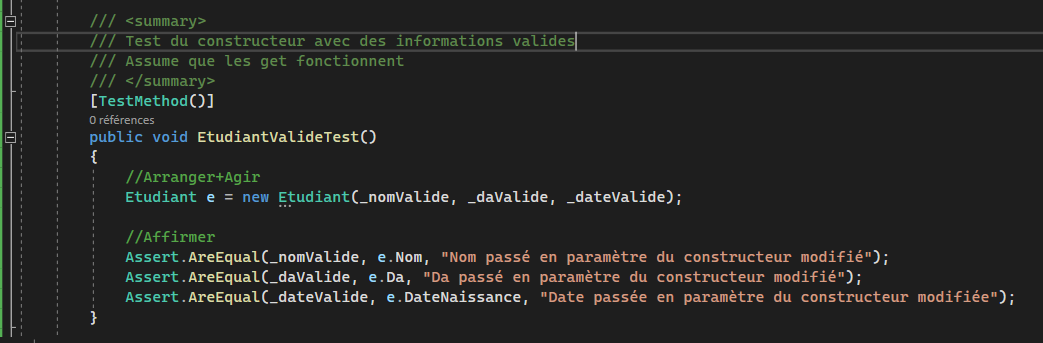 /// <summary>
/// Test du constructeur avec des informations valides
/// Assume que les get fonctionnent
/// </summary>
[TestMethod()]
0 références
public void EtudiantValideTest()
{
//Arranger+Agir
Etudiant e = new Etudiant(_nomValide, _daValide, _dateValide);
//Affirmer
Assert.AreEqual(_nomValide, e.Nom, "Nom passé en paramètre du constructeur modifié");
Assert.AreEqual(_daValide, e.Da, "Da passé en paramètre du constructeur modifié");
Assert.AreEqual(_dateValide, e.DateNaissance, "Date passée en paramètre du constructeur modifiée");
}